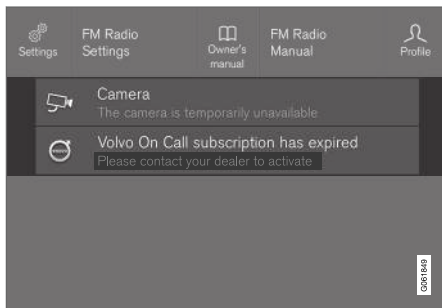 Settings
FM Radio
Settings
Owner's
manual
FM Radio
Manual
Profile
Camera
The camera is temporarily unavailable
Volvo On Call subscription has expired
Please contact your dealer to activate
G061849